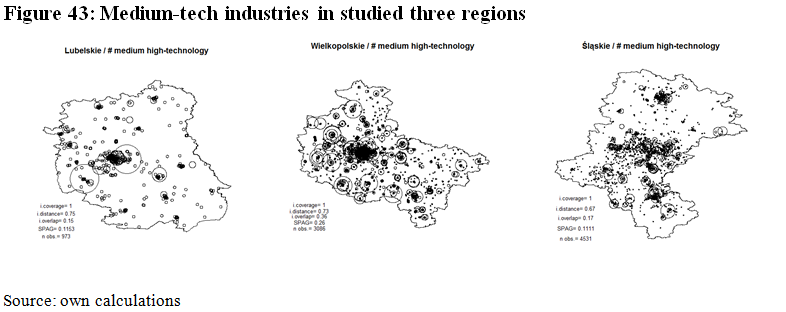 Figure 43: Medium-tech industries in studied three regions
Lubelskie / # medium high-technology
i.coverage= 1
i.distance= 0.75
i.overlap= 0.15
SPAG= 0.1153
n obs.= 973
Wielkopolskie / # medium high-technology
i.coverage= 1
i.distance= 0.73
i.overlap= 0.36
SPAG= 0.26
n obs.= 3086
Śląskie / # medium high-technology
i.coverage= 1
i.distance= 0.67
i.overlap= 0.17
SPAG= 0.1111
n obs.= 4531
Source: own calculations